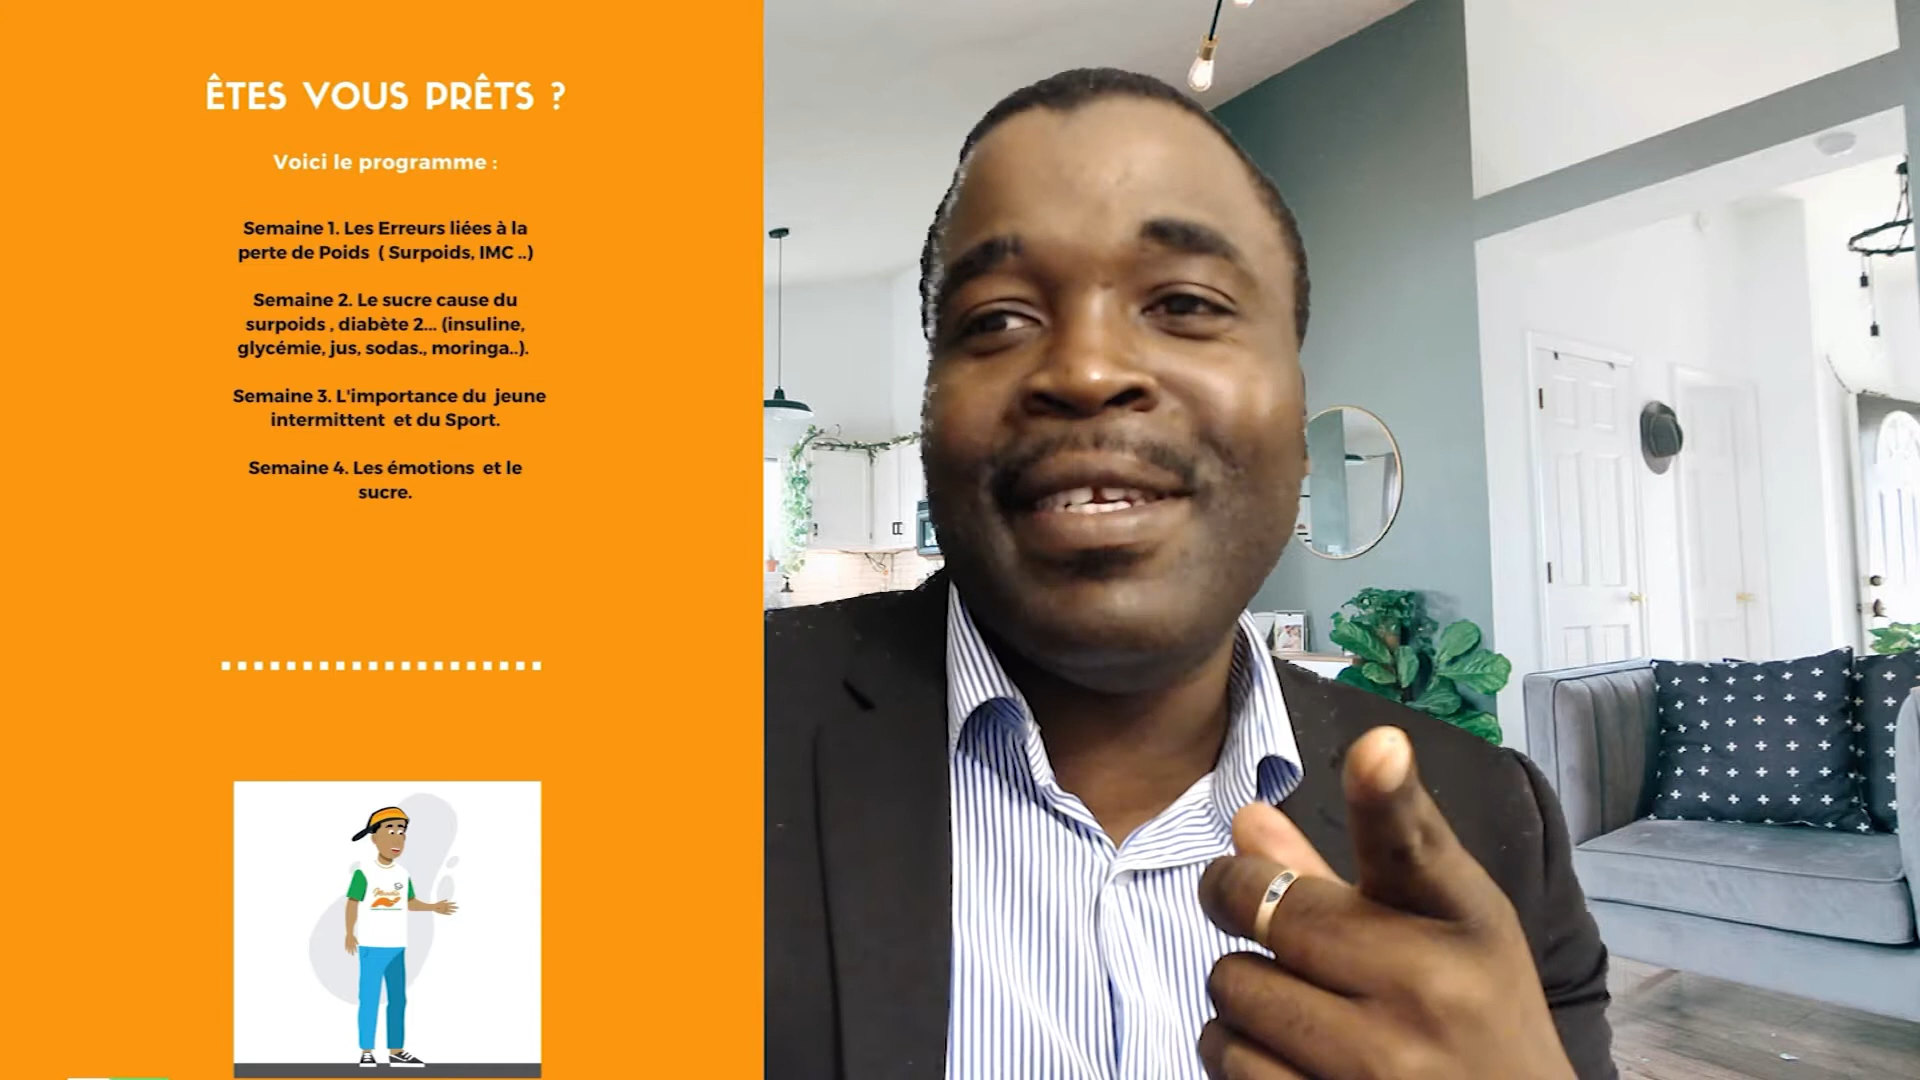 ÊTES VOUS PRÊTS ?
Voici le programme :
Semaine 1. Les Erreurs liées à la
perte de Poids ( Surpoids, IMC ..)
Semaine 2. Le sucre cause du
surpoids , diabète 2... (insuline,
glycémie, jus, sodas., moringa..).
Semaine 3. L'importance du jeune
intermittent et du Sport.
Semaine 4. Les émotions et le
sucre.